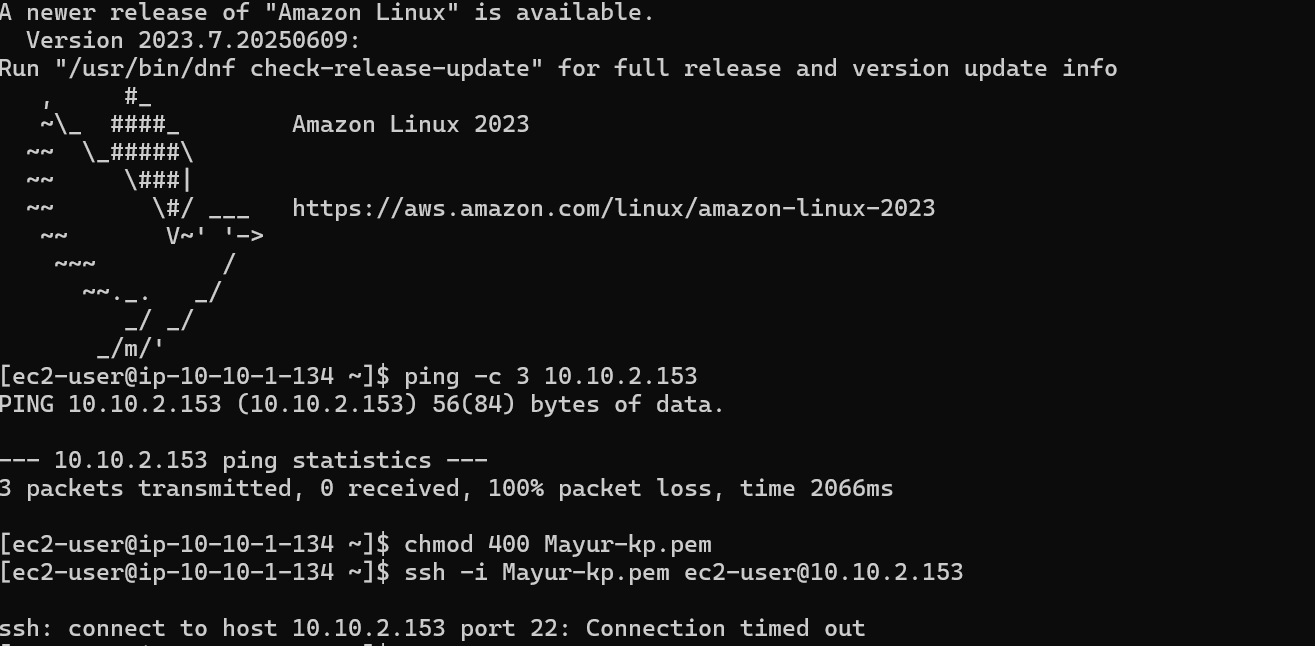 A newer release of "Amazon Linux" is available.
  Version 2023.7.20250609:
Run "/usr/bin/dnf check-release-update" for full release and version update info
   ,     #_
   ~\_  ####_        Amazon Linux 2023
  ~~  \_#####\
  ~~     \###|
  ~~       \#/ ___   https://aws.amazon.com/linux/amazon-linux-2023
   ~~       V~' '->
    ~~~         /
      ~~._.   _/
         _/ _/
       _/m/'
[ec2-user@ip-10-10-1-134 ~]$ ping -c 3 10.10.2.153
PING 10.10.2.153 (10.10.2.153) 56(84) bytes of data.

--- 10.10.2.153 ping statistics ---
3 packets transmitted, 0 received, 100% packet loss, time 2066ms

[ec2-user@ip-10-10-1-134 ~]$ chmod 400 Mayur-kp.pem
[ec2-user@ip-10-10-1-134 ~]$ ssh -i Mayur-kp.pem ec2-user@10.10.2.153

ssh: connect to host 10.10.2.153 port 22: Connection timed out